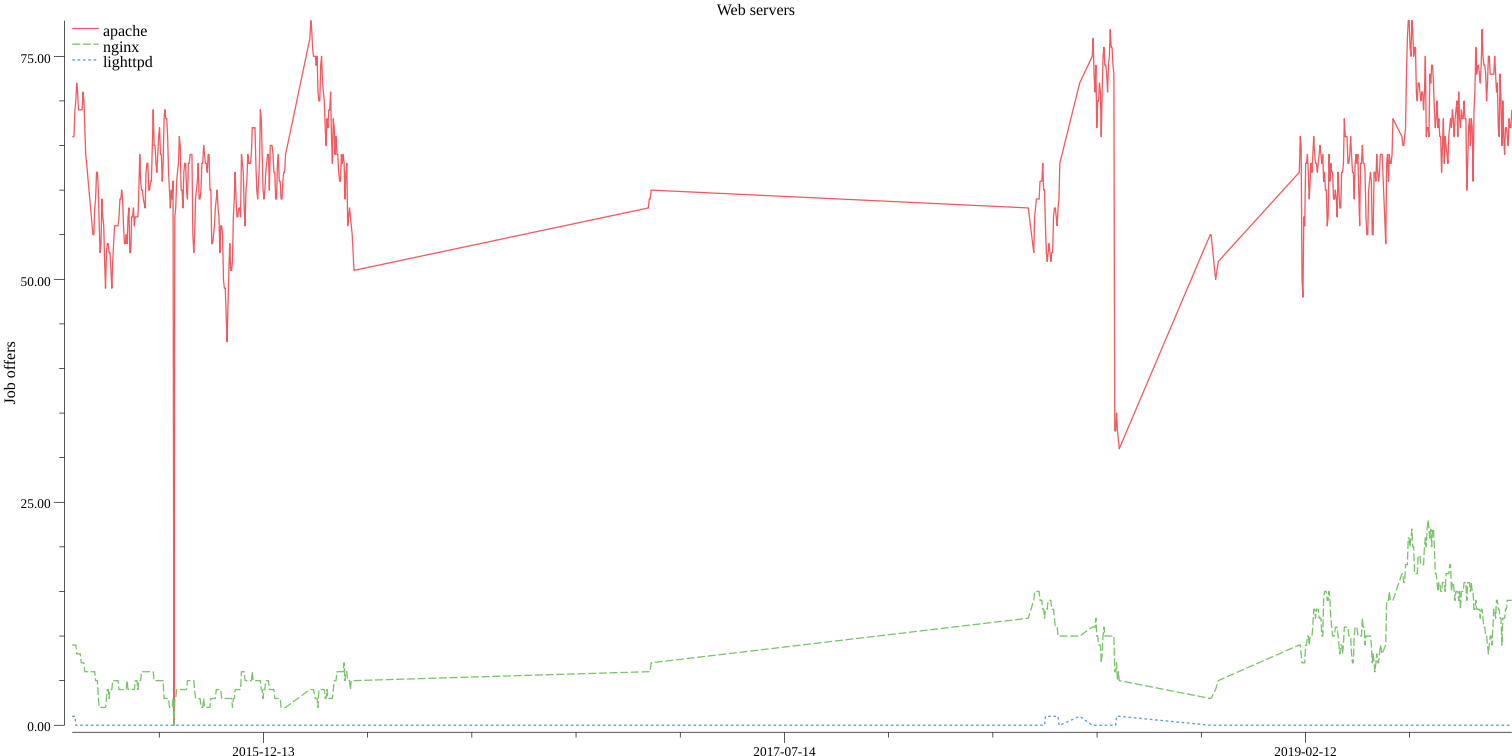 Web servers
apache
nginx
lighttpd
75.00
50.00
25.00
0.00
Job offers
2015-12-13
2017-07-14
2019-02-12